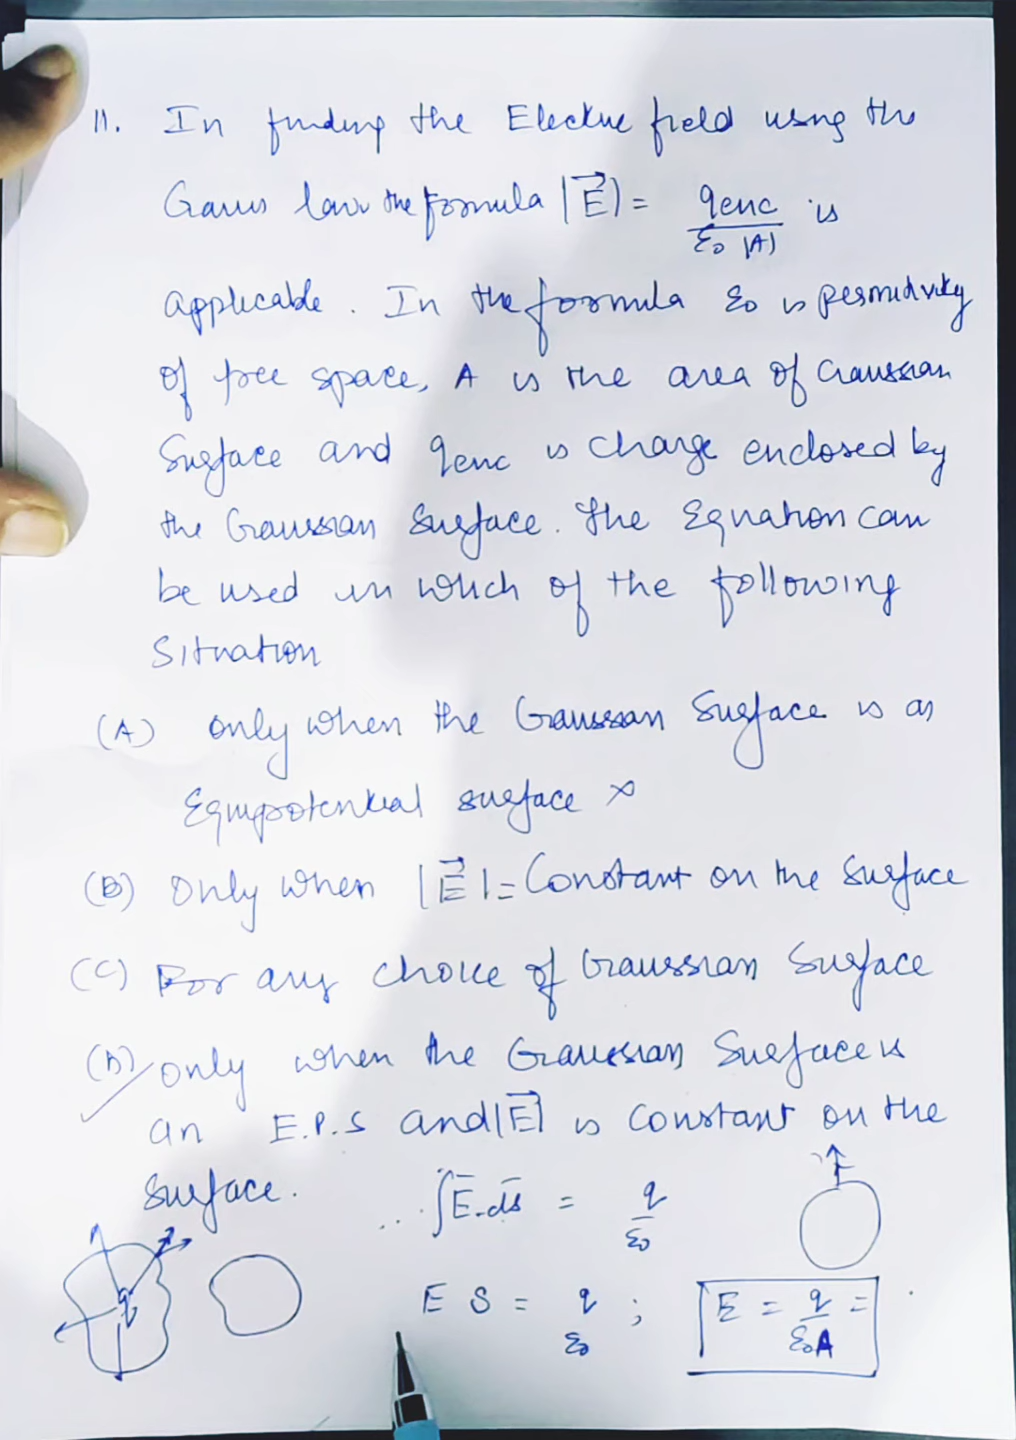 11. In finding the Electric field using the
Gauss law the formula |E⃗| = qenc / ε0 |A| is
applicable. In the formula ε0 is permittivity
of free space, A is the area of Gaussian
Surface and qenc is charge enclosed by
the Gaussian Surface. The Equation can
be used in which of the following
Situation
(A) only when the Gaussian Surface is an
Equipotential surface ×
(B) Only when |E⃗| = Constant on the Surface
(C) For any choice of Gaussian Surface
(D) only when the Gaussian Surface is
an E.P.S and |E⃗| is constant on the
Surface.
∫E.ds = q / ε0
E
q
E S = q / ε0 ; E = q / ε0A =